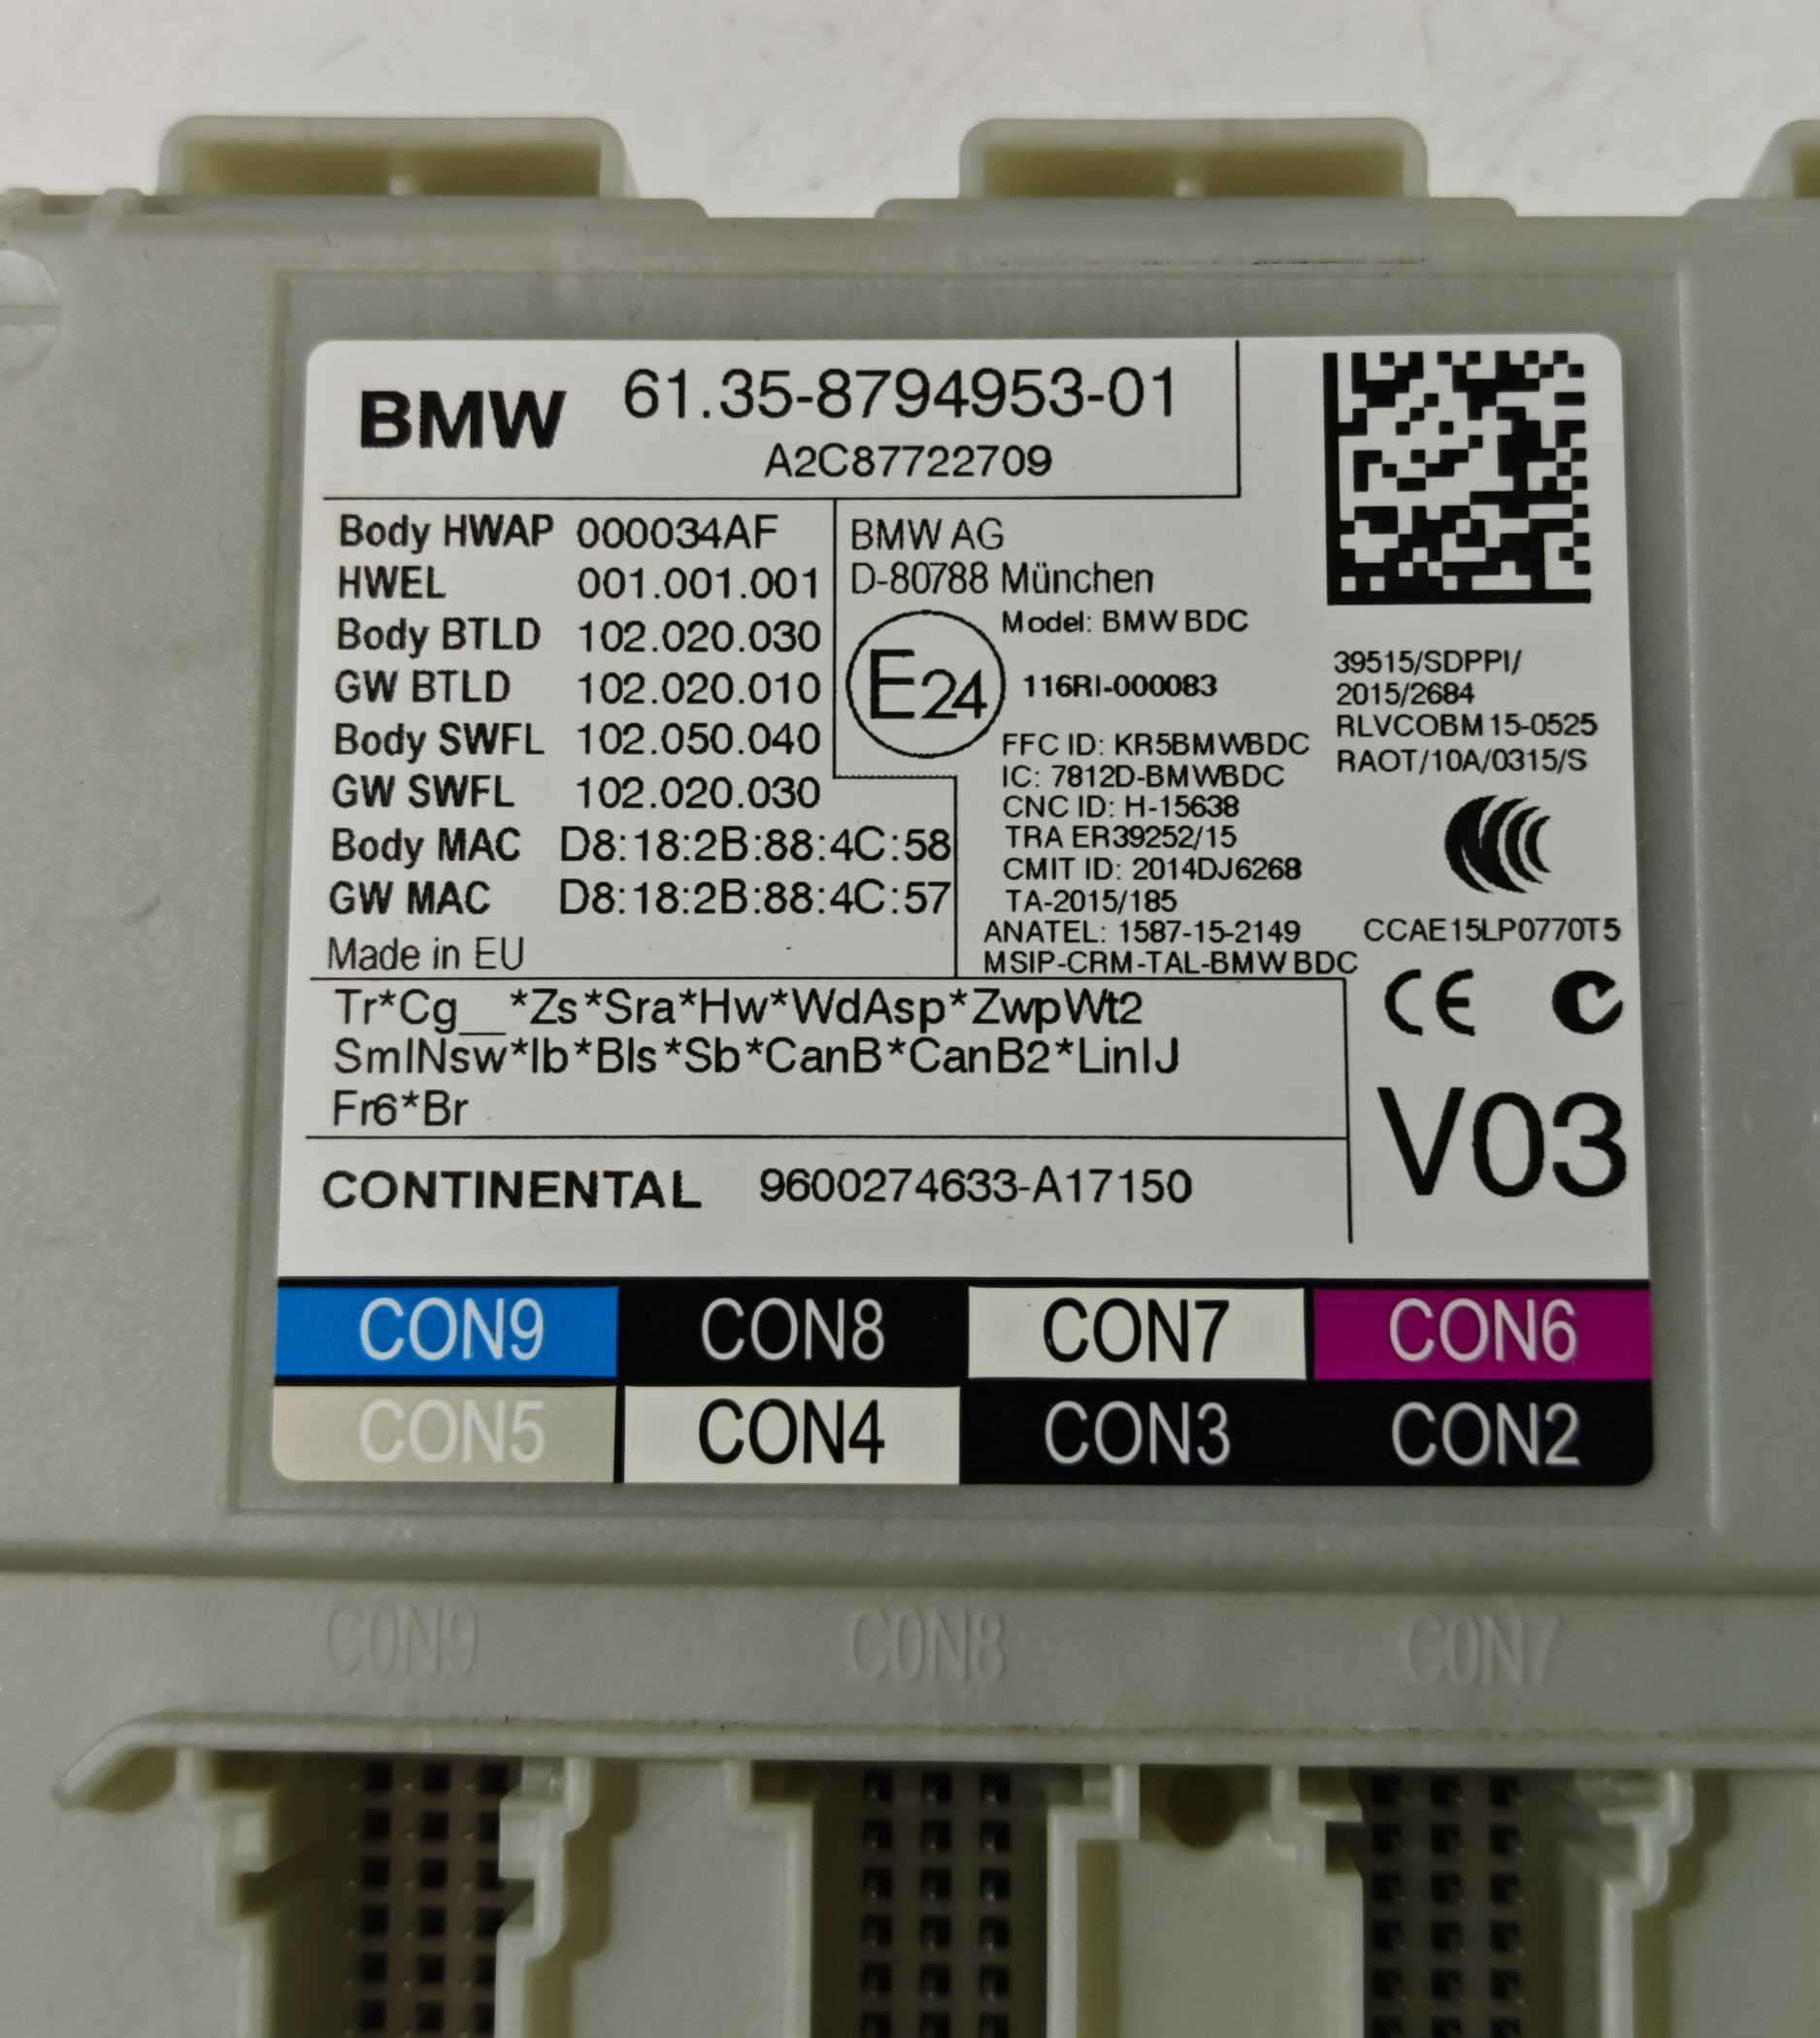 BMW 61.35-8794953-01
A2C87722709
Body HWAP 000034AF
HWEL 001.001.001
Body BTLD 102.020.030
GW BTLD 102.020.010
Body SWFL 102.050.040
GW SWFL 102.020.030
Body MAC D8:18:2B:88:4C:58
GW MAC D8:18:2B:88:4C:57
Made in EU
BMW AG
D-80788 München
Model: BMW BDC
E24
116RI-000083
FFC ID: KR5BMWBDC
IC: 7812D-BMWBDC
CNC ID: H-15638
TRA ER39252/15
CMIT ID: 2014DJ6268
TA-2015/185
ANATEL: 1587-15-2149
MSIP-CRM-TAL-BMW BDC
39515/SDPPI/
2015/2684
RLVCOBM15-0525
RAOT/10A/0315/S
CCAE15LP0770T5
CE
V03
Tr*Cg__*Zs*Sra*Hw*WdAsp*ZwpWt2
SmlNsw*Ib*Bls*Sb*CanB*CanB2*LinIJ
Fr6*Br
CONTINENTAL 9600274633-A17150
CON9 CON8 CON7 CON6
CON5 CON4 CON3 CON2
CON9 CON8 CON7